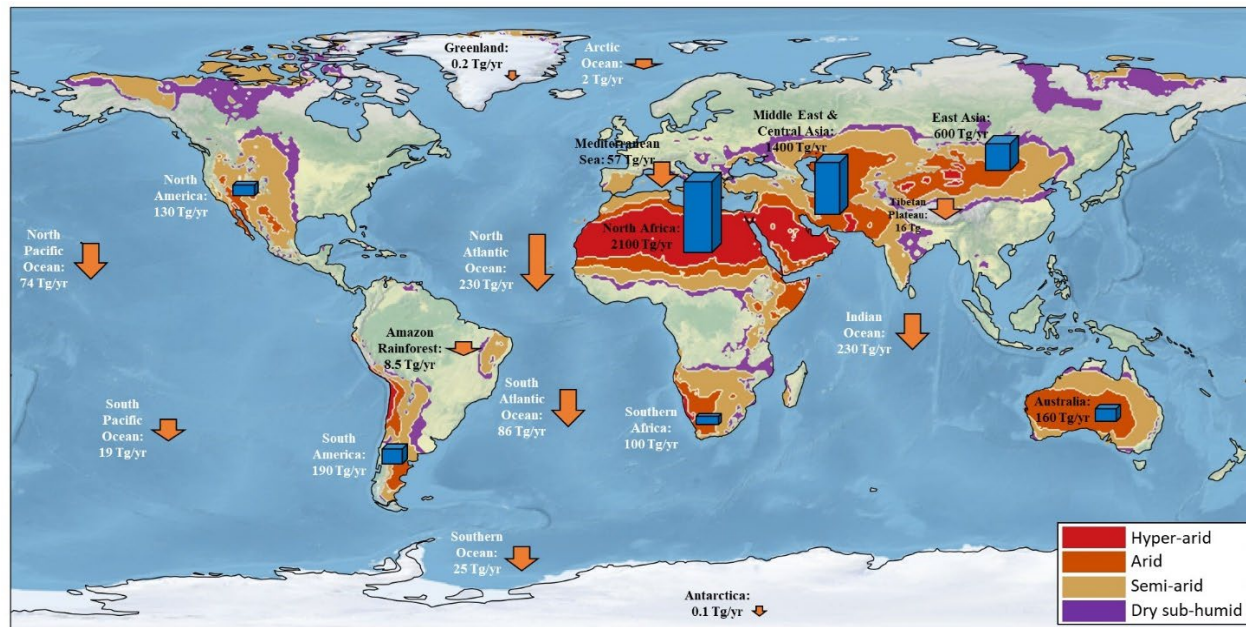 Greenland:
0.2 Tg/yr
Arctic
Ocean:
2 Tg/yr
Middle East &
Central Asia:
1400 Tg/yr
East Asia:
600 Tg/yr
Mediterranean
Sea: 57 Tg/yr
North
America:
130 Tg/yr
Tibetan
Plateau:
16 Tg
North Africa:
2100 Tg/yr
North
Pacific
Ocean:
74 Tg/yr
North
Atlantic
Ocean:
230 Tg/yr
Indian
Ocean:
230 Tg/yr
Amazon
Rainforest:
8.5 Tg/yr
South
Atlantic
Ocean:
86 Tg/yr
South
Pacific
Ocean:
19 Tg/yr
Southern
Africa:
100 Tg/yr
Australia:
160 Tg/yr
South
America:
190 Tg/yr
Southern
Ocean:
25 Tg/yr
Antarctica:
0.1 Tg/yr
Hyper-arid
Arid
Semi-arid
Dry sub-humid